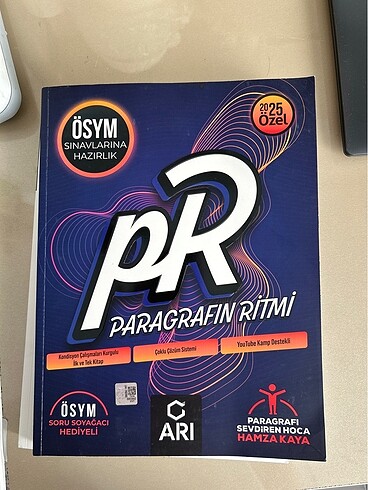 ÖSYM
SINAVLARINA
HAZIRLIK
2025
Özel
PR
PARAGRAFIN RİTMİ
Kondisyon Çalışmaları Kurgulu
İlk ve Tek Kitap
Çoklu Çözüm Sistemi
YouTube Kamp Destekli
ÖSYM
SORU SOYAĞACI
HEDİYELİ
ARI
PARAGRAFI
SEVDİREN HOCA
HAMZA KAYA